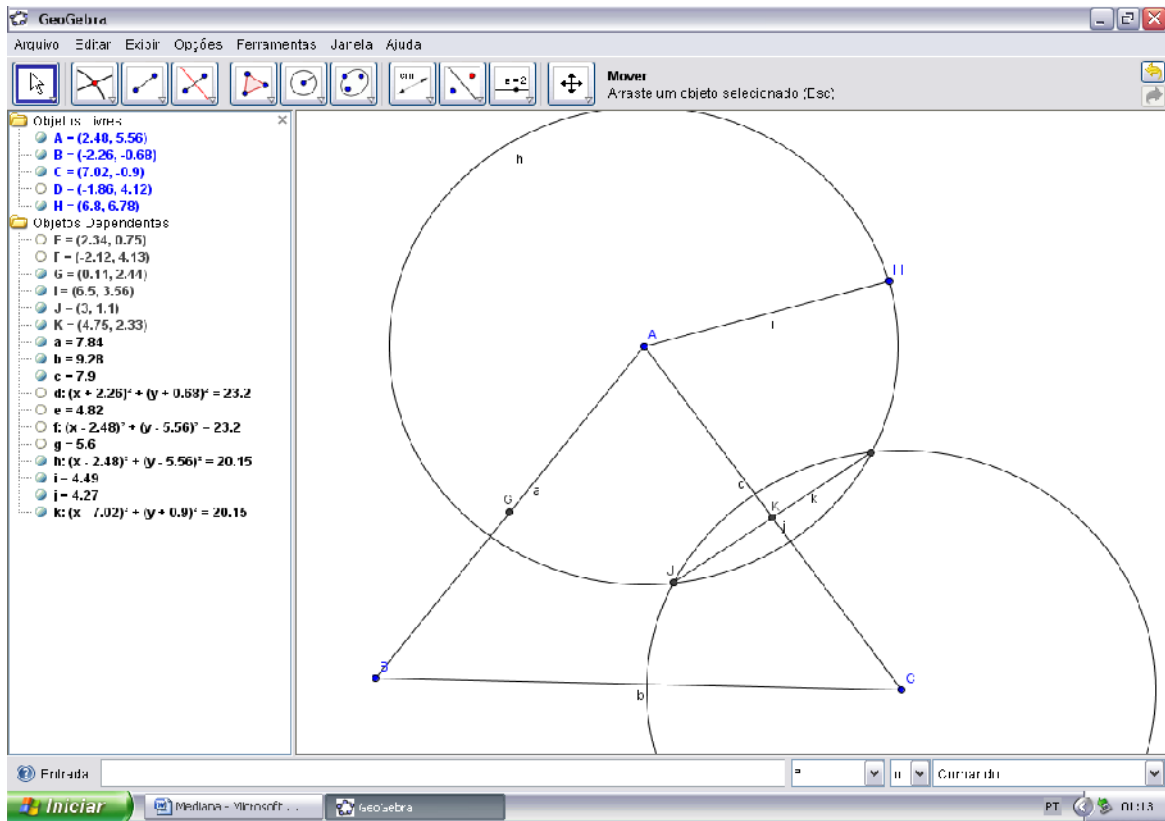 GeoGebra
Arquivo Editar Exibir Opções Ferramentas Janela Ajuda
Mover
Arraste um objeto selecionado (Esc)
Objetos Livres
A = (2.48, 5.56)
B = (-2.26, -0.68)
C = (7.02, -0.9)
D = (-1.86, 4.12)
H = (6.8, 6.78)
Objetos Dependentes
E = (2.34, 0.75)
F = (-2.12, 4.13)
G = (0.11, 2.44)
I = (6.5, 3.56)
J = (3, 1.1)
K = (4.75, 2.33)
a = 7.84
b = 9.28
c = 7.9
d: (x + 2.26)² + (y + 0.68)² = 23.2
e = 4.82
f: (x - 2.48)² + (y - 5.56)² = 23.2
g = 5.6
h: (x - 2.48)² + (y - 5.56)² = 20.15
i = 4.49
j = 4.27
k: (x - 7.02)² + (y + 0.9)² = 20.15
h
H
i
A
G
a
c
K
k
j
J
B
b
C
Entrada
Comando
Iniciar
Mediana - Microsoft ...
GeoGebra
PT
01:13